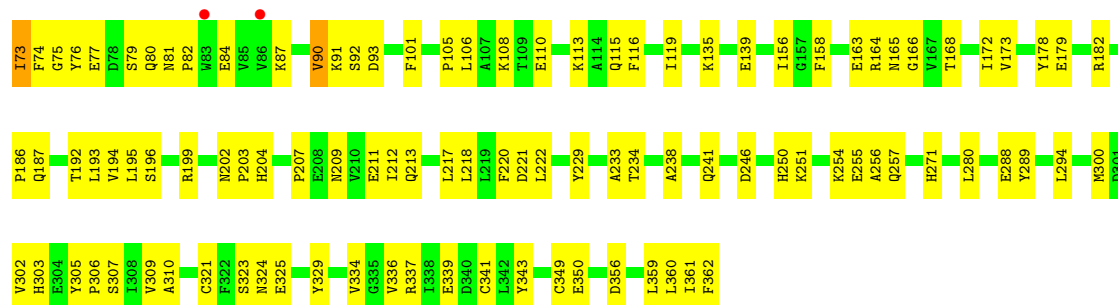 I73 F74 G75 Y76 E77 D78 S79 Q80 N81 P82 W83 E84 V85 V86 K87 V90 K91 S92 D93 F101 P105 L106 A107 K108 T109 E110 K113 A114 Q115 F116 I119 K135 E139 I156 G157 F158 E163 R164 N165 G166 V167 T168 I172 V173 Y178 E179 R182
P186 Q187 T192 L193 V194 L195 S196 R199 N202 P203 H204 P207 E208 N209 V210 E211 I212 Q213 L217 L218 L219 F220 D221 L222 Y229 A233 T234 A238 Q241 D246 H250 K251 K254 E255 A256 Q257 H271 L280 E288 Y289 L294 M300 D301
V302 H303 E304 Y305 P306 S307 I308 V309 A310 C321 F322 S323 N324 E325 Y329 V334 G335 V336 R337 I338 E339 D340 C341 L342 Y343 C349 E350 D356 L359 L360 I361 F362